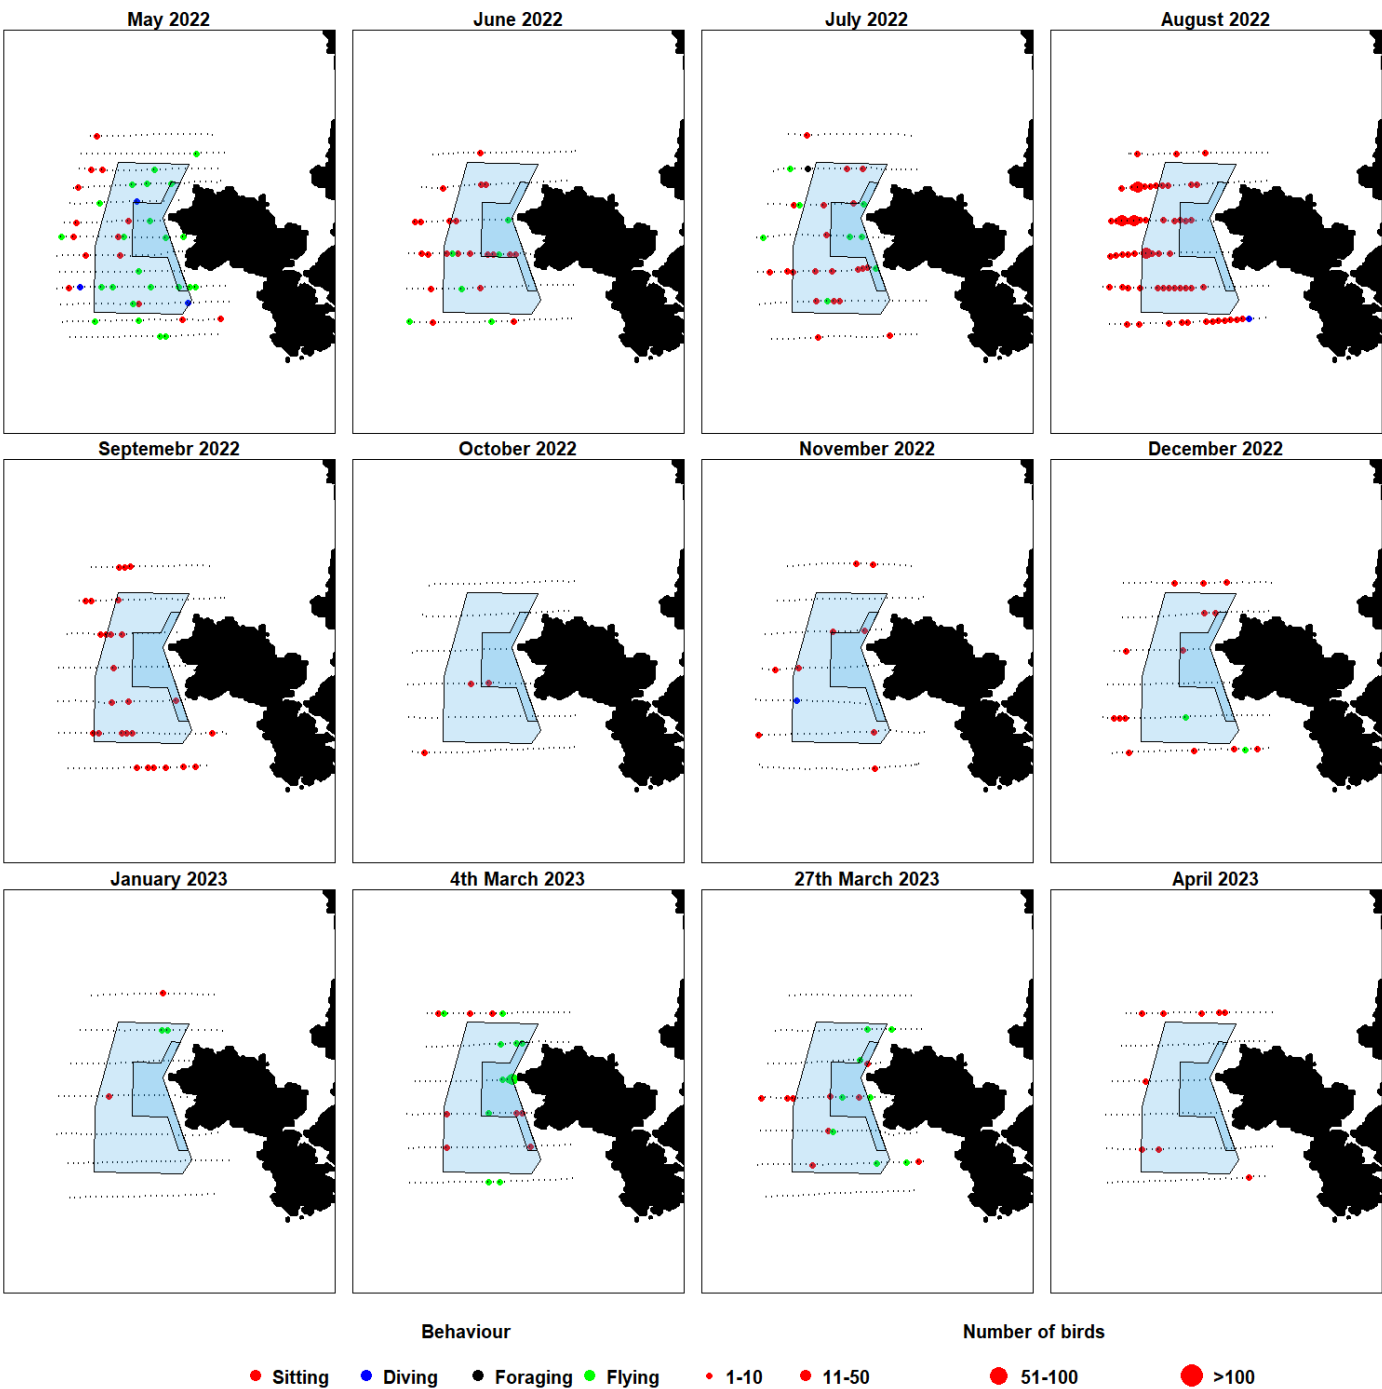 May 2022
June 2022
July 2022
August 2022
Septemebr 2022
October 2022
November 2022
December 2022
January 2023
4th March 2023
27th March 2023
April 2023
Behaviour
Number of birds
Sitting
Diving
Foraging
Flying
1-10
11-50
51-100
>100